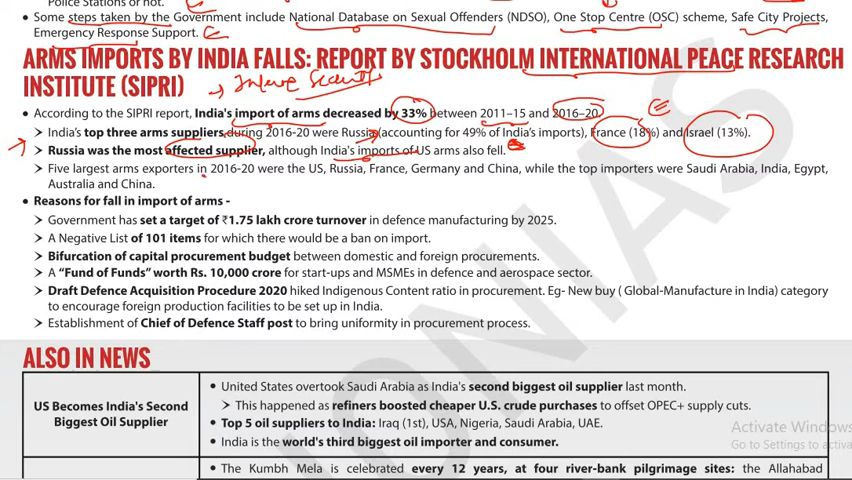 Police Stations or not.
• Some steps taken by the Government include National Database on Sexual Offenders (NDSO), One Stop Centre (OSC) scheme, Safe City Projects,
Emergency Response Support.
ARMS IMPORTS BY INDIA FALLS: REPORT BY STOCKHOLM INTERNATIONAL PEACE RESEARCH
INSTITUTE (SIPRI)
• According to the SIPRI report, India's import of arms decreased by 33% between 2011–15 and 2016–20.
➤ India's top three arms suppliers during 2016-20 were Russia (accounting for 49% of India's imports), France (18%) and Israel (13%).
➤ Russia was the most affected supplier, although India's imports of US arms also fell.
➤ Five largest arms exporters in 2016-20 were the US, Russia, France, Germany and China, while the top importers were Saudi Arabia, India, Egypt,
Australia and China.
• Reasons for fall in import of arms -
➤ Government has set a target of ₹1.75 lakh crore turnover in defence manufacturing by 2025.
➤ A Negative List of 101 items for which there would be a ban on import.
➤ Bifurcation of capital procurement budget between domestic and foreign procurements.
➤ A “Fund of Funds” worth Rs. 10,000 crore for start-ups and MSMEs in defence and aerospace sector.
➤ Draft Defence Acquisition Procedure 2020 hiked Indigenous Content ratio in procurement. Eg- New buy ( Global-Manufacture in India) category
to encourage foreign production facilities to be set up in India.
➤ Establishment of Chief of Defence Staff post to bring uniformity in procurement process.
ALSO IN NEWS
US Becomes India's Second
Biggest Oil Supplier
• United States overtook Saudi Arabia as India's second biggest oil supplier last month.
➤ This happened as refiners boosted cheaper U.S. crude purchases to offset OPEC+ supply cuts.
• Top 5 oil suppliers to India: Iraq (1st), USA, Nigeria, Saudi Arabia, UAE.
• India is the world's third biggest oil importer and consumer.
Activate Windows
Go to Settings to activa
• The Kumbh Mela is celebrated every 12 years, at four river-bank pilgrimage sites: the Allahabad